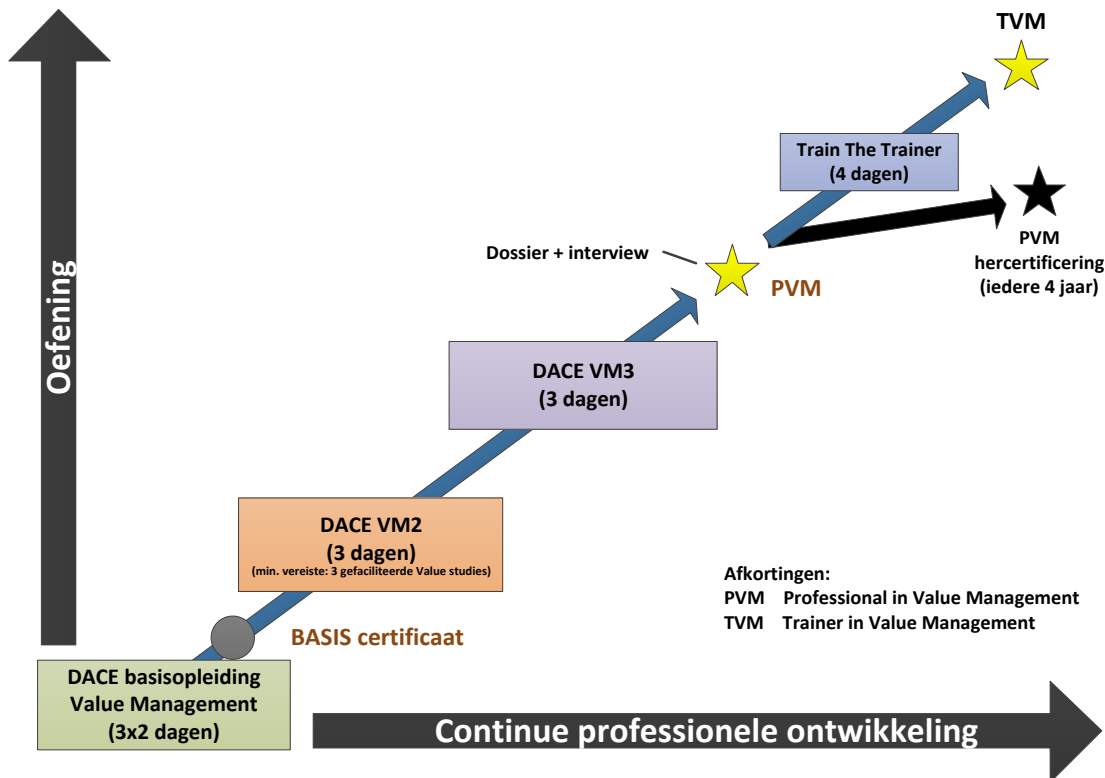 TVM
Train The Trainer
(4 dagen)
PVM
hercertificering
(iedere 4 jaar)
Dossier + interview
PVM
Oefening
DACE VM3
(3 dagen)
DACE VM2
(3 dagen)
(min. vereiste: 3 gefaciliteerde Value studies)
Afkortingen:
PVM Professional in Value Management
TVM Trainer in Value Management
BASIS certificaat
DACE basisopleiding
Value Management
(3x2 dagen)
Continue professionele ontwikkeling